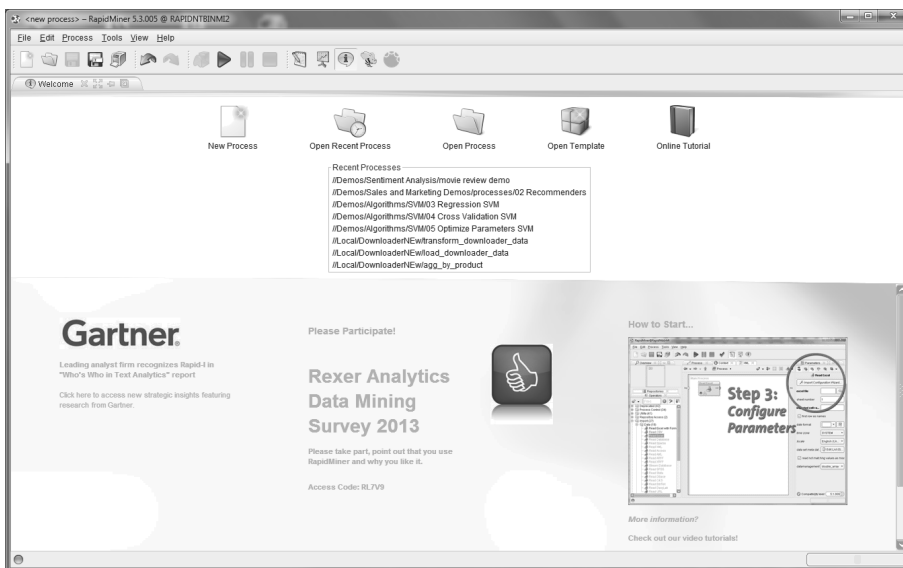 <new process> – RapidMiner 5.3.005 @ RAPIDNTBINMI2
File Edit Process Tools View Help
Welcome
New Process
Open Recent Process
Open Process
Open Template
Online Tutorial
Recent Processes
//Demos/Sentiment Analysis/movie review demo
//Demos/Sales and Marketing Demos/processes/02 Recommenders
//Demos/Algorithms/SVM/03 Regression SVM
//Demos/Algorithms/SVM/04 Cross Validation SVM
//Demos/Algorithms/SVM/05 Optimize Parameters SVM
//Local/DownloaderNEw/transform_downloader_data
//Local/DownloaderNEw/load_downloader_data
//Local/DownloaderNEw/agg_by_product
Gartner.
Leading analyst firm recognizes Rapid-I in
"Who's Who in Text Analytics" report
Click here to access new strategic insights featuring
research from Gartner.
Please Participate!
Rexer Analytics
Data Mining
Survey 2013
Please take part, point out that you use
RapidMiner and why you like it.
Access Code: RL7V9
How to Start...
Step 3:
Configure
Parameters
More information?
Check out our video tutorials!